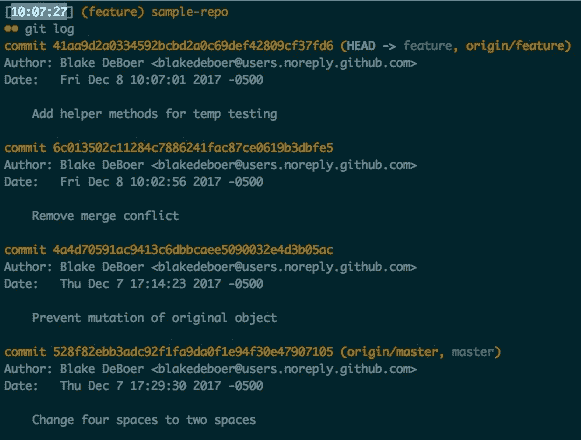 [10:07:27] (feature) sample-repo
●● git log
commit 41aa9d2a0334592bcbd2a0c69def42809cf37fd6 (HEAD -> feature, origin/feature)
Author: Blake DeBoer <blakedeboer@users.noreply.github.com>
Date:   Fri Dec 8 10:07:01 2017 -0500
    Add helper methods for temp testing
commit 6c013502c11284c7886241fac87ce0619b3dbfe5
Author: Blake DeBoer <blakedeboer@users.noreply.github.com>
Date:   Fri Dec 8 10:02:56 2017 -0500
    Remove merge conflict
commit 4a4d70591ac9413c6dbbcaee5090032e4d3b05ac
Author: Blake DeBoer <blakedeboer@users.noreply.github.com>
Date:   Thu Dec 7 17:14:23 2017 -0500
    Prevent mutation of original object
commit 528f82ebb3adc92f1fa9da0f1e94f30e47907105 (origin/master, master)
Author: Blake DeBoer <blakedeboer@users.noreply.github.com>
Date:   Thu Dec 7 17:29:30 2017 -0500
    Change four spaces to two spaces